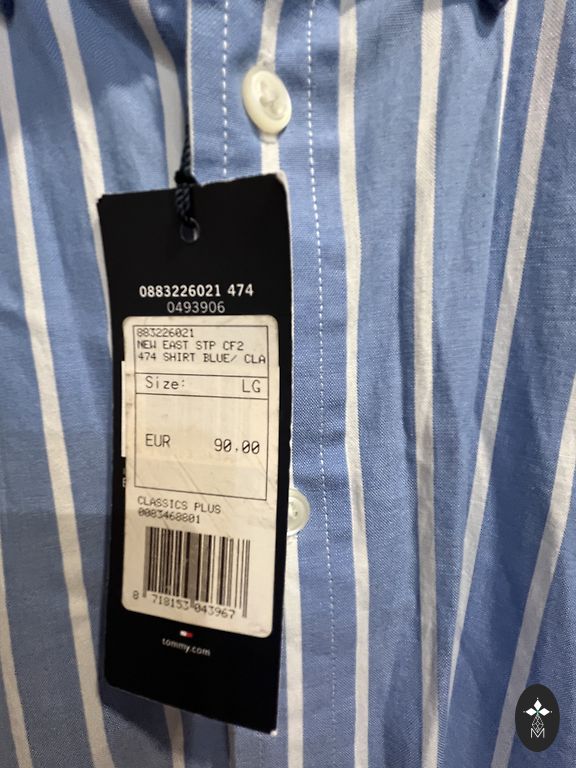 0883226021 474
0493906
883226021
NEW EAST STP CF2
474 SHIRT BLUE/ CLA
Size: LG
EUR 90.00
CLASSICS PLUS
0083468801
8 718153 043967
tommy.com
M